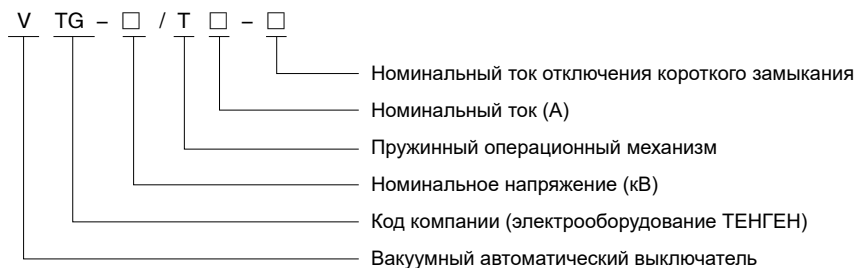 V TG – □ / T □ – □
Номинальный ток отключения короткого замыкания
Номинальный ток (А)
Пружинный операционный механизм
Номинальное напряжение (кВ)
Код компании (электрооборудование ТЕНГЕН)
Вакуумный автоматический выключатель